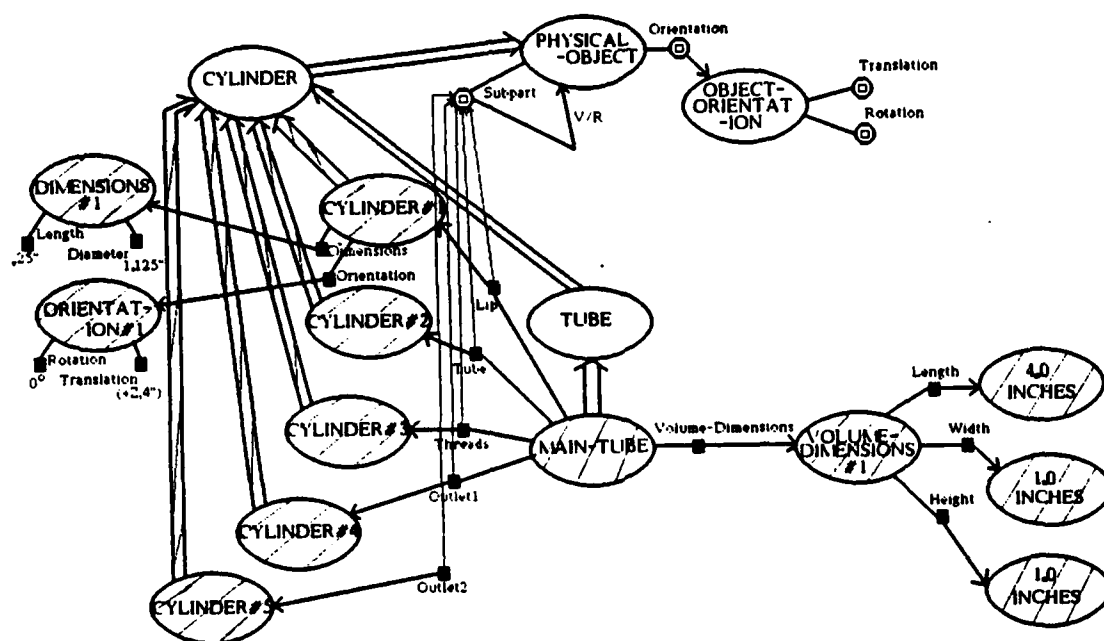 Orientation
PHYSICAL
-OBJECT
Translation
CYLINDER
OBJECT-
ORIENTAT
-ION
Sub-part
V/R
Rotation
DIMENSIONS
#1
CYLINDER#1
Length
.25"
Diameter
1.125"
Dimensions
Orientation
Lip
ORIENTAT-
ION#1
CYLINDER#2
TUBE
Rotation
0°
Translation
Tube
Length
4.0
INCHES
CYLINDER#3
Threads
MAIN-TUBE
Volume-Dimensions
VOLUME-
DIMENSIONS
#1
Width
1.0
INCHES
Outlet1
Height
CYLINDER#4
Outlet2
1.0
INCHES
CYLINDER#5